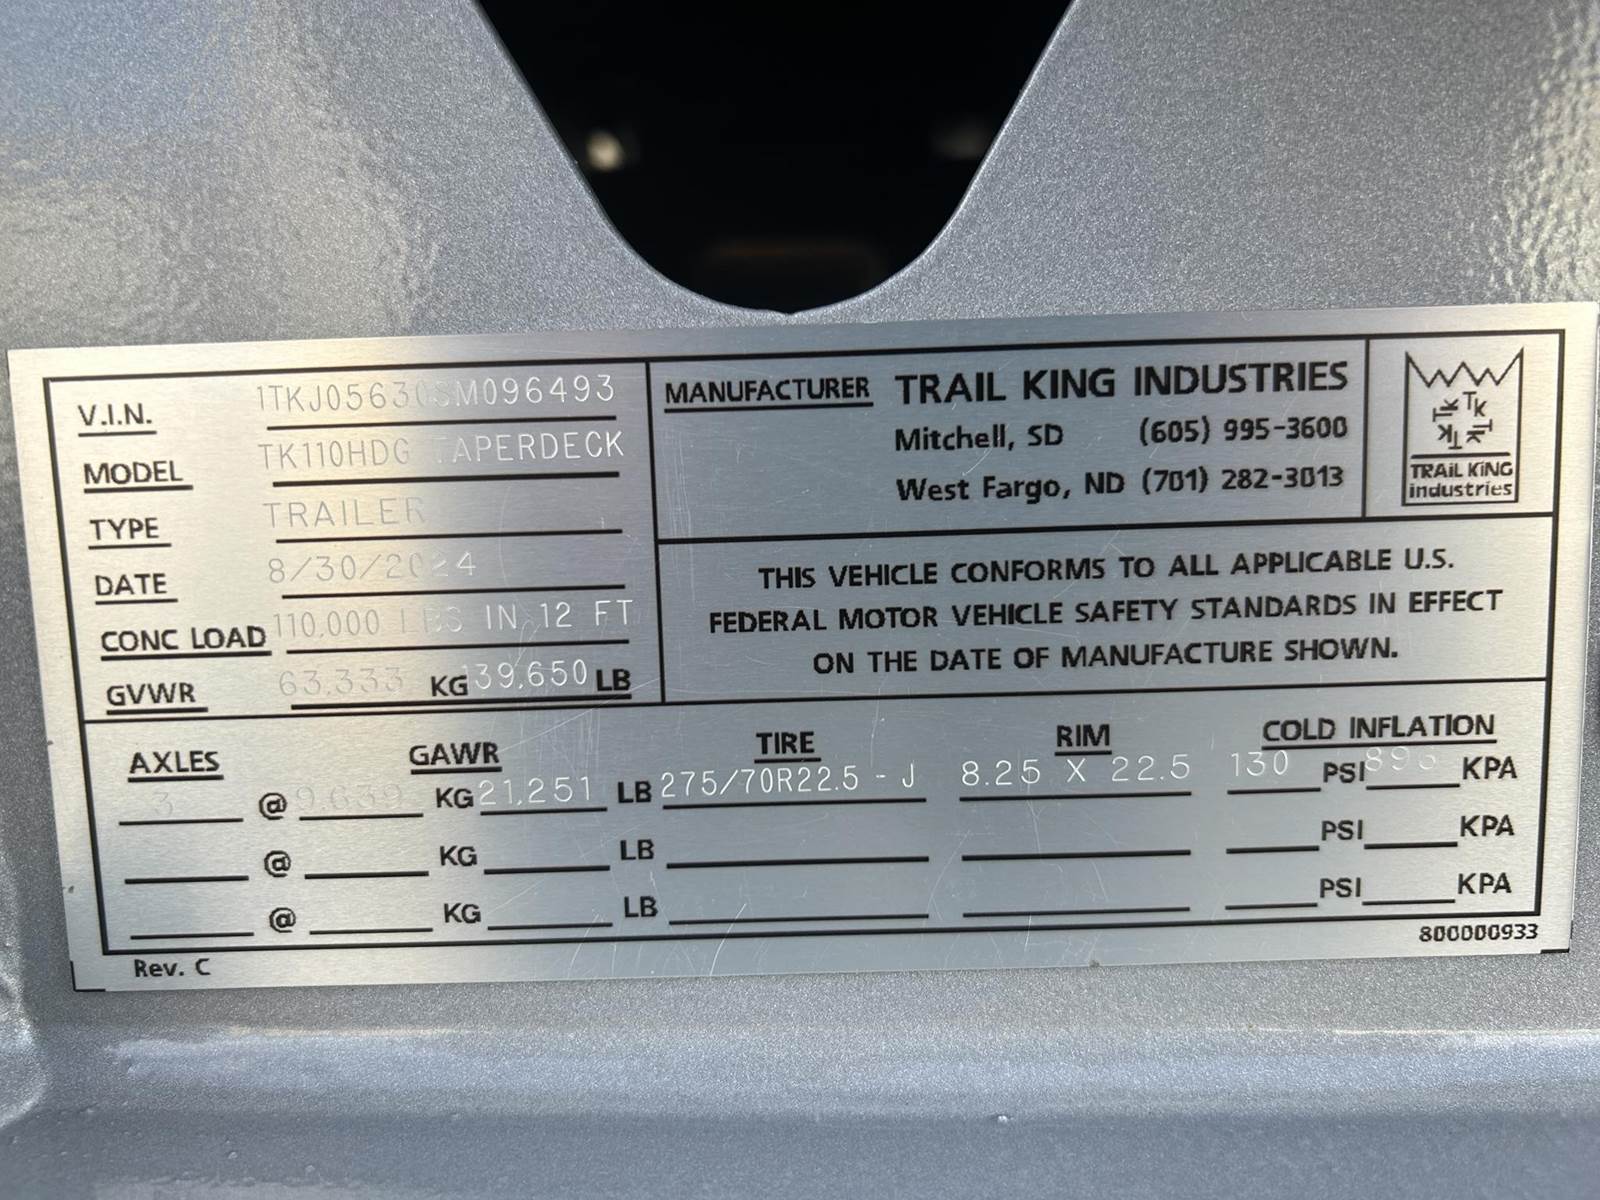 V.I.N. 1TKJ05630SM096493
MODEL TK110HDG TAPERDECK
TYPE TRAILER
DATE 8/30/2024
CONC LOAD 110,000 LBS IN 12 FT
GVWR 63,333 KG 139,650 LB
MANUFACTURER TRAIL KING INDUSTRIES
Mitchell, SD (605) 995-3600
West Fargo, ND (701) 282-3013
TK
TRAIL KING
industries
THIS VEHICLE CONFORMS TO ALL APPLICABLE U.S.
FEDERAL MOTOR VEHICLE SAFETY STANDARDS IN EFFECT
ON THE DATE OF MANUFACTURE SHOWN.
AXLES GAWR TIRE RIM COLD INFLATION
3 @ 9,639 KG 21,251 LB 275/70R22.5 - J 8.25 X 22.5 130 PSI 896 KPA
@ KG LB PSI KPA
@ KG LB PSI KPA
800000933
Rev. C